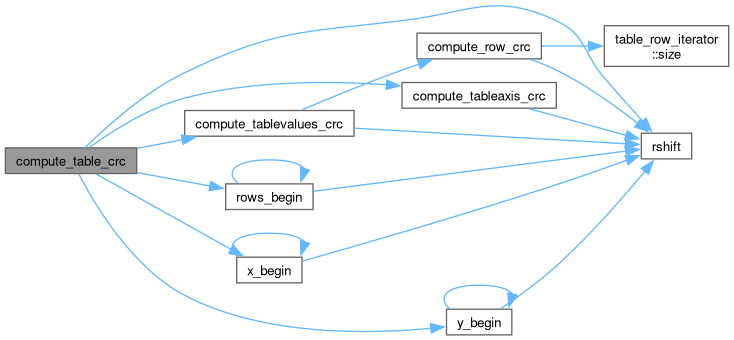 compute_table_crc
compute_tablevalues_crc
compute_row_crc
table_row_iterator
::size
compute_tableaxis_crc
rshift
rows_begin
x_begin
y_begin